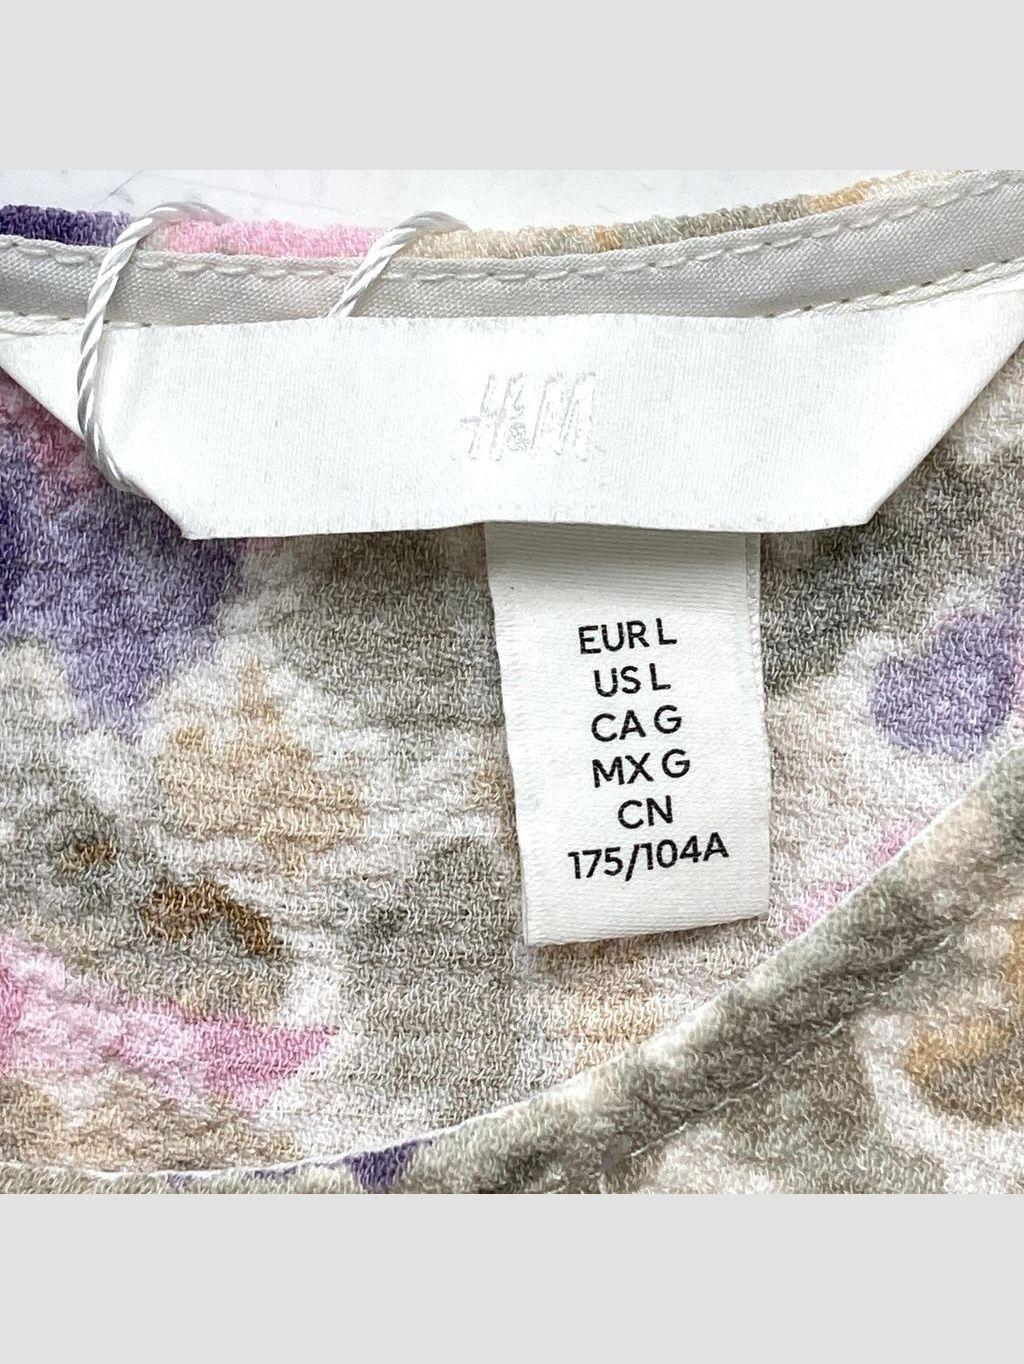 H&M
EUR L
US L
CA G
MX G
CN
175/104A